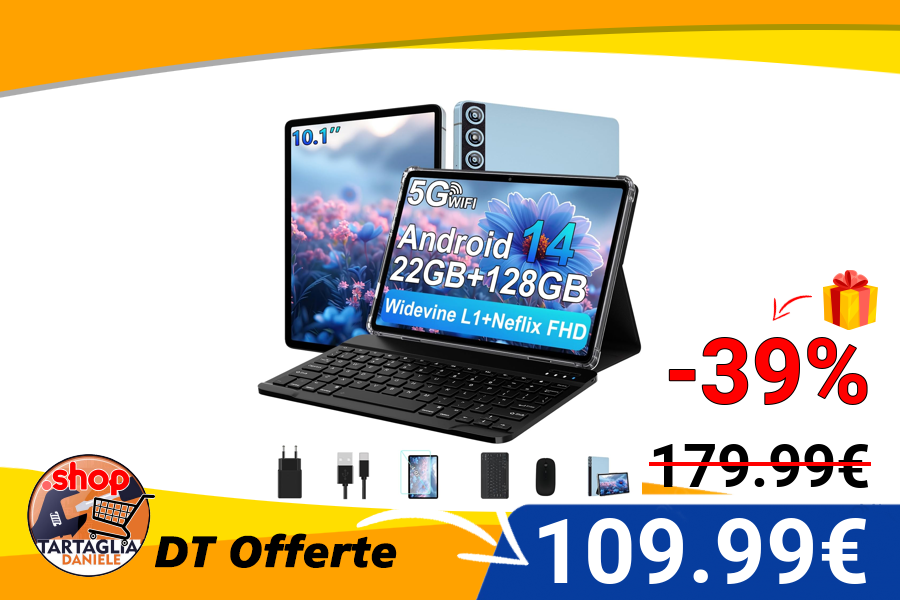 10.1’’
5G WIFI
Android 14
22GB+128GB
Widevine L1+Neflix FHD
-39%
179.99€
109.99€
.shop
TARTAGLIA
DANIELE
DT Offerte